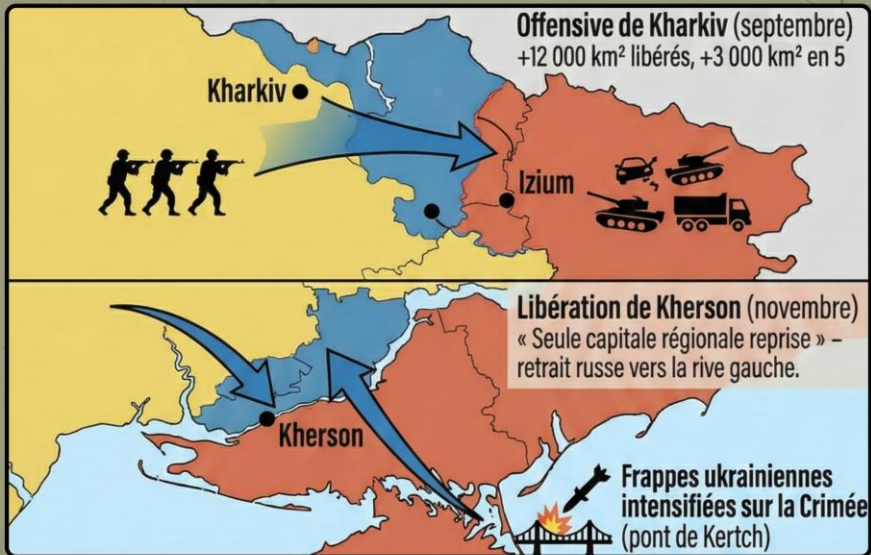 Offensive de Kharkiv (septembre)
+12 000 km² libérés, +3 000 km² en 5
Kharkiv
Izium
Libération de Kherson (novembre)
« Seule capitale régionale reprise » –
retrait russe vers la rive gauche.
Kherson
Frappes ukrainiennes
intensifiées sur la Crimée
(pont de Kertch)